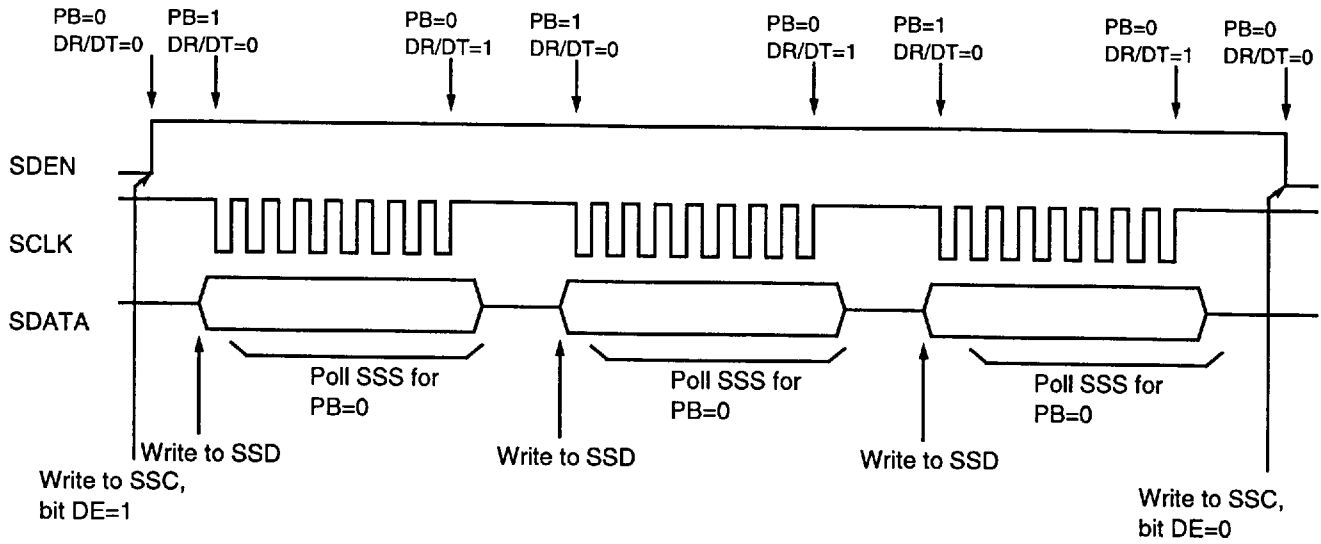 PB=0
DR/DT=0
PB=1
DR/DT=0
PB=0
DR/DT=1
PB=1
DR/DT=0
PB=0
DR/DT=1
PB=1
DR/DT=0
PB=0
DR/DT=1
PB=0
DR/DT=0
SDEN
SCLK
SDATA
Poll SSS for
PB=0
Poll SSS for
PB=0
Poll SSS for
PB=0
Write to SSD
Write to SSD
Write to SSD
Write to SSC,
bit DE=1
Write to SSC,
bit DE=0